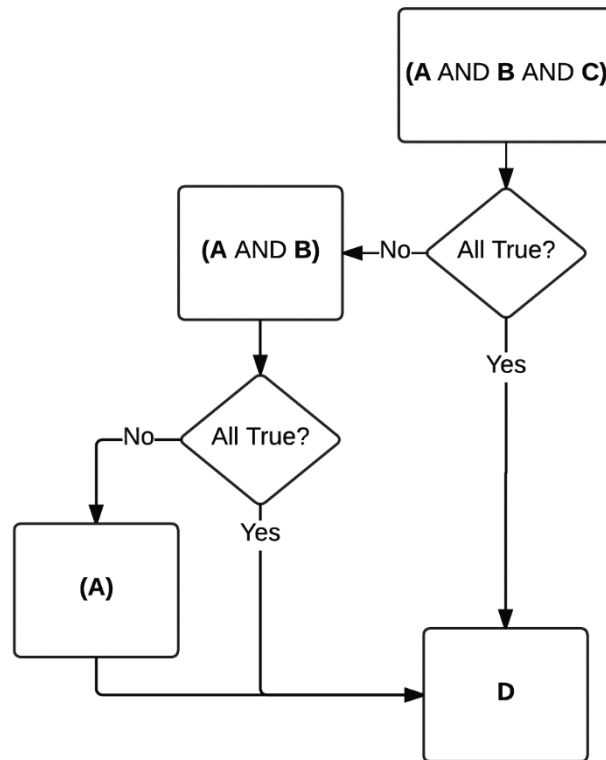 (A AND B AND C)
All True?
No
Yes
(A AND B)
All True?
No
Yes
(A)
D